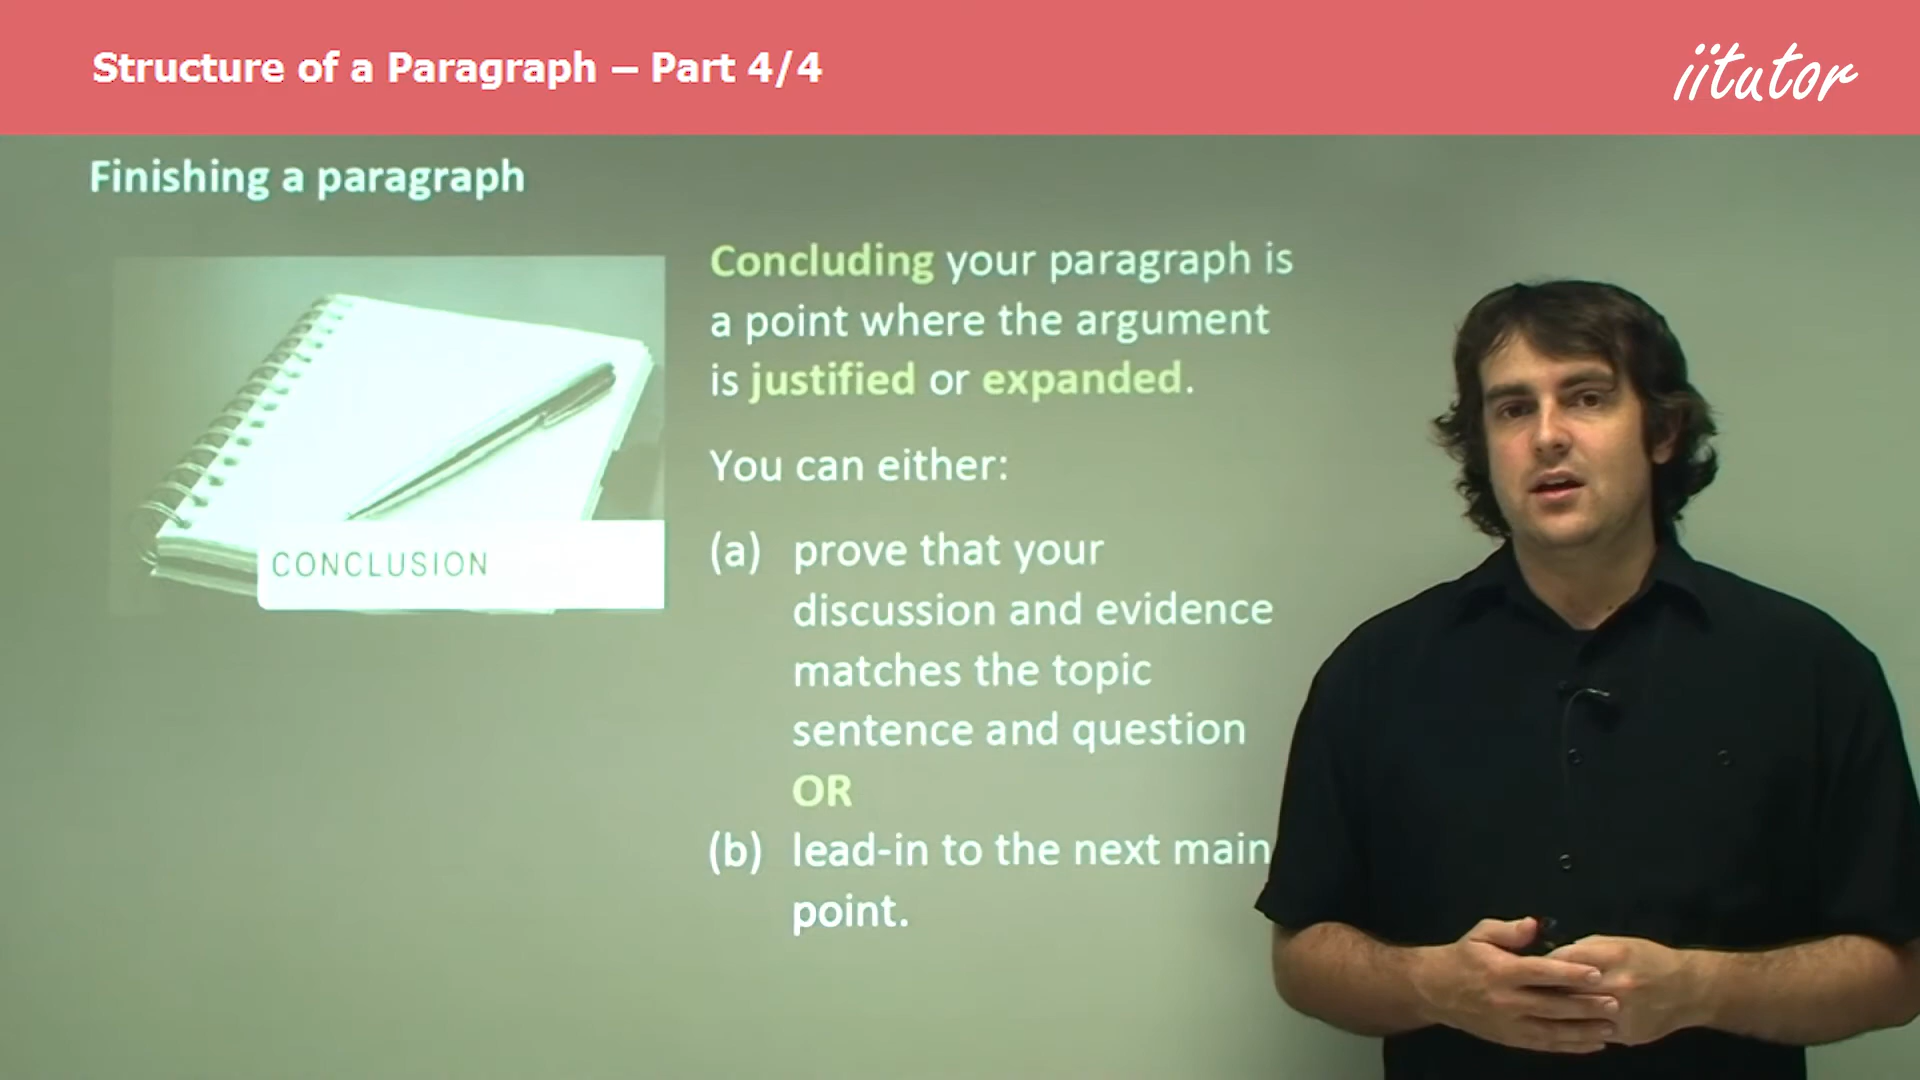 Structure of a Paragraph – Part 4/4
iitutor
Finishing a paragraph
Concluding your paragraph is
a point where the argument
is justified or expanded.
You can either:
(a) prove that your
discussion and evidence
matches the topic
sentence and question
OR
(b) lead-in to the next main
point.
CONCLUSION